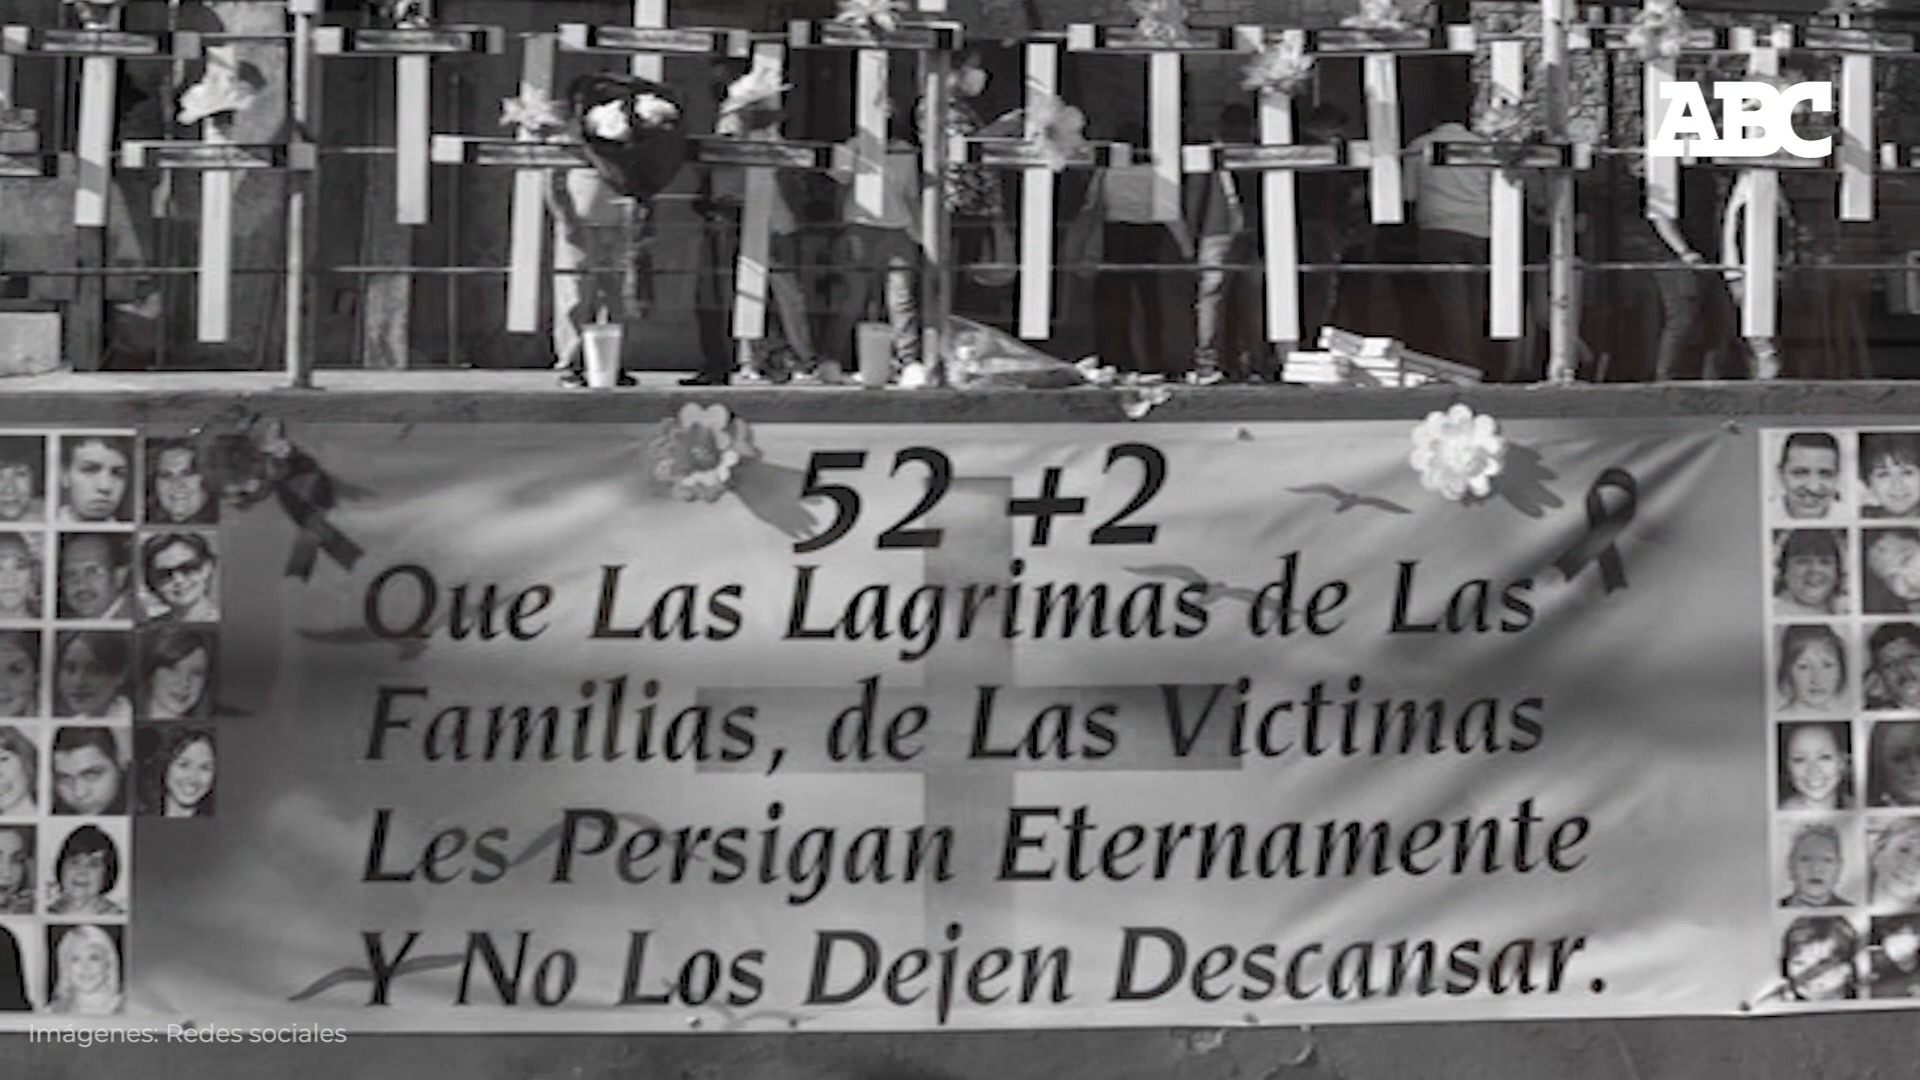 ABC
52 +2
Que Las Lagrimas de Las
Familias, de Las Victimas
Les Persigan Eternamente
Y No Los Dejen Descansar.
Imágenes: Redes sociales